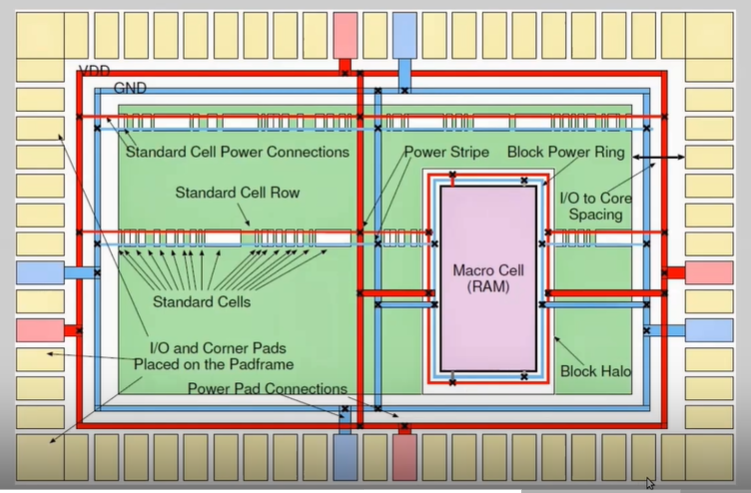 VDD
GND
Standard Cell Power Connections
Power Stripe
Block Power Ring
Standard Cell Row
I/O to Core
Spacing
Macro Cell
(RAM)
Standard Cells
I/O and Corner Pads
Placed on the Padframe
Block Halo
Power Pad Connections